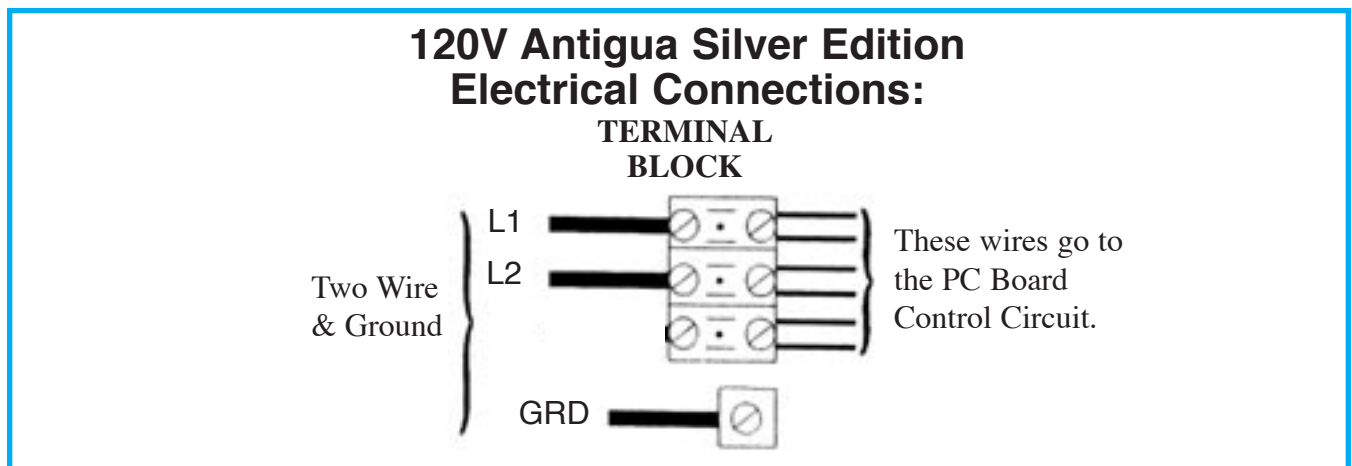 120V Antigua Silver Edition
Electrical Connections:
TERMINAL
BLOCK
L1
L2
Two Wire
& Ground
These wires go to
the PC Board
Control Circuit.
GRD